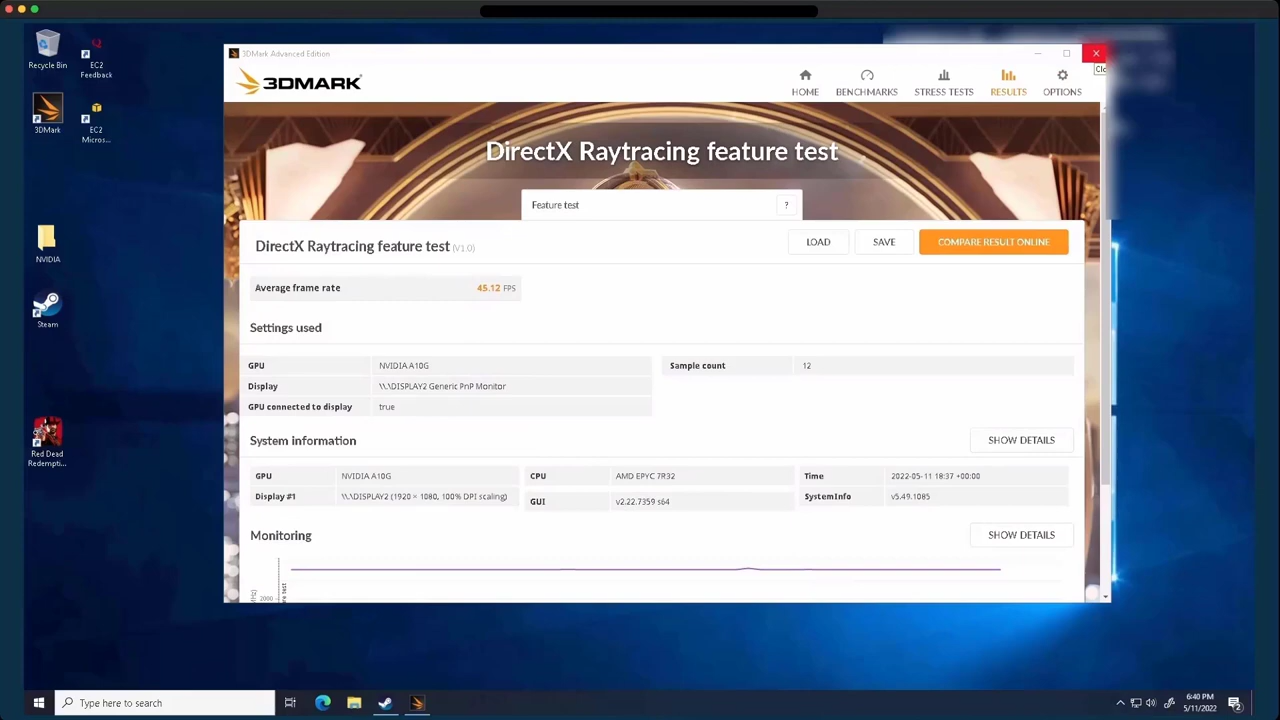 Recycle Bin
EC2
Feedback
3DMark
EC2
Micros...
NVIDIA
Steam
Red Dead
Redempti...
3DMark Advanced Edition
3DMARK
HOME
BENCHMARKS
STRESS TESTS
RESULTS
OPTIONS
DirectX Raytracing feature test
Feature test
?
DirectX Raytracing feature test (V1.0)
LOAD
SAVE
COMPARE RESULT ONLINE
Average frame rate 45.12 FPS
Settings used
GPU NVIDIA A10G
Sample count 12
Display \\.\DISPLAY2 Generic PnP Monitor
GPU connected to display true
System information
SHOW DETAILS
GPU NVIDIA A10G
CPU AMD EPYC 7R32
Time 2022-05-11 18:37 +00:00
Display #1 \\.\DISPLAY2 (1920 × 1080, 100% DPI scaling)
GUI v2.22.7359 s64
SystemInfo v5.49.1085
Monitoring
SHOW DETAILS
2000
Type here to search
6:40 PM
5/11/2022
2